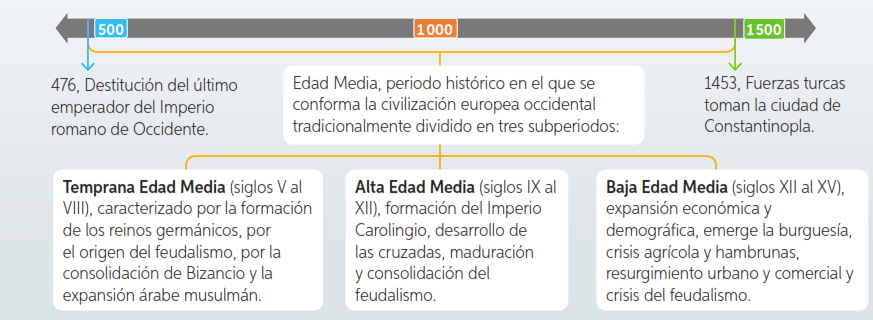 500
1000
1500
476, Destitución del último
emperador del Imperio
romano de Occidente.
Edad Media, periodo histórico en el que se
conforma la civilización europea occidental
tradicionalmente dividido en tres subperiodos:
1453, Fuerzas turcas
toman la ciudad de
Constantinopla.
Temprana Edad Media (siglos V al
VIII), caracterizado por la formación
de los reinos germánicos, por
el origen del feudalismo, por la
consolidación de Bizancio y la
expansión árabe musulmán.
Alta Edad Media (siglos IX al
XII), formación del Imperio
Carolingio, desarrollo de
las cruzadas, maduración
y consolidación del
feudalismo.
Baja Edad Media (siglos XII al XV),
expansión económica y
demográfica, emerge la burguesía,
crisis agrícola y hambrunas,
resurgimiento urbano y comercial y
crisis del feudalismo.